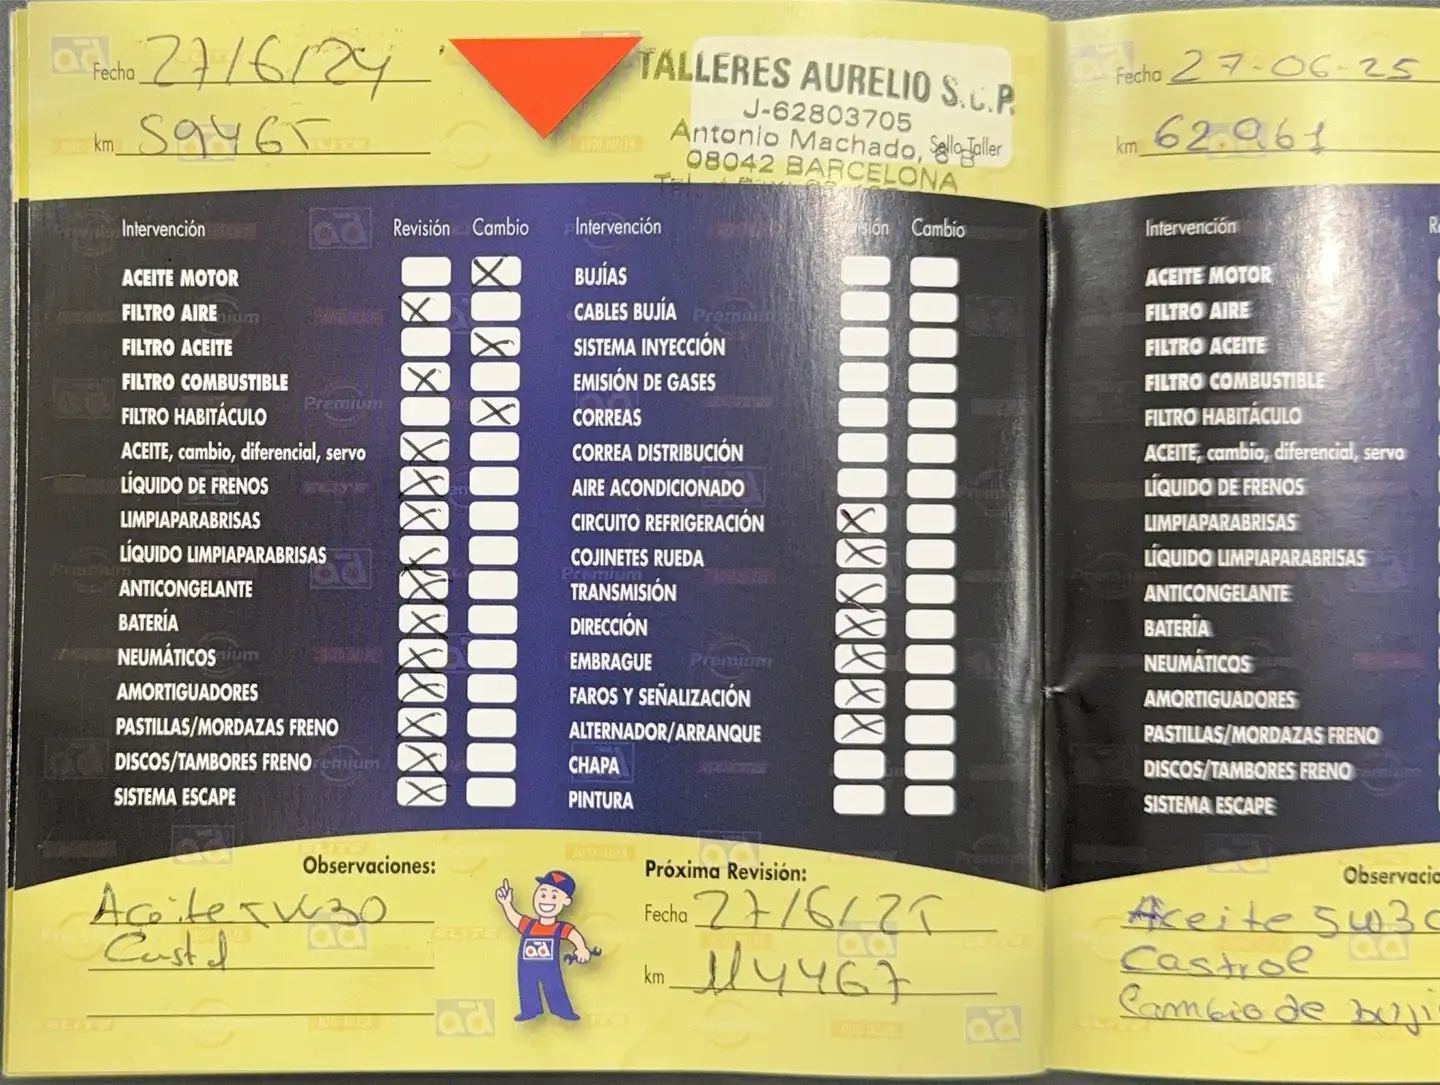 Fecha 27/6/24
km 59465
TALLERES AURELIO S.C.P.
J-62803705
Antonio Machado, 6 B
Sello Taller
08042 BARCELONA
Intervención Revisión Cambio
ACEITE MOTOR
FILTRO AIRE
FILTRO ACEITE
FILTRO COMBUSTIBLE
FILTRO HABITÁCULO
ACEITE, cambio, diferencial, servo
LÍQUIDO DE FRENOS
LIMPIAPARABRISAS
LÍQUIDO LIMPIAPARABRISAS
ANTICONGELANTE
BATERÍA
NEUMÁTICOS
AMORTIGUADORES
PASTILLAS/MORDAZAS FRENO
DISCOS/TAMBORES FRENO
SISTEMA ESCAPE
Intervención Cambio
BUJÍAS
CABLES BUJÍA
SISTEMA INYECCIÓN
EMISIÓN DE GASES
CORREAS
CORREA DISTRIBUCIÓN
AIRE ACONDICIONADO
CIRCUITO REFRIGERACIÓN
COJINETES RUEDA
TRANSMISIÓN
DIRECCIÓN
EMBRAGUE
FAROS Y SEÑALIZACIÓN
ALTERNADOR/ARRANQUE
CHAPA
PINTURA
Observaciones:
Aceite 5W30
ad
Próxima Revisión:
Fecha 27/6/25
km 114467
Fecha 27-06-25
km 62.961
Intervención
ACEITE MOTOR
FILTRO AIRE
FILTRO ACEITE
FILTRO COMBUSTIBLE
FILTRO HABITÁCULO
ACEITE, cambio, diferencial, servo
LÍQUIDO DE FRENOS
LIMPIAPARABRISAS
LÍQUIDO LIMPIAPARABRISAS
ANTICONGELANTE
BATERÍA
NEUMÁTICOS
AMORTIGUADORES
PASTILLAS/MORDAZAS FRENO
DISCOS/TAMBORES FRENO
SISTEMA ESCAPE
Observacio
Aceite 5W30
Castrol
Cambio de buji